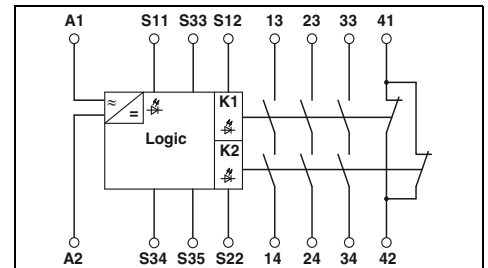 A1 S11 S33 S12 13 23 33 41
≈
=
K1
Logic
K2
A2 S34 S35 S22 14 24 34 42